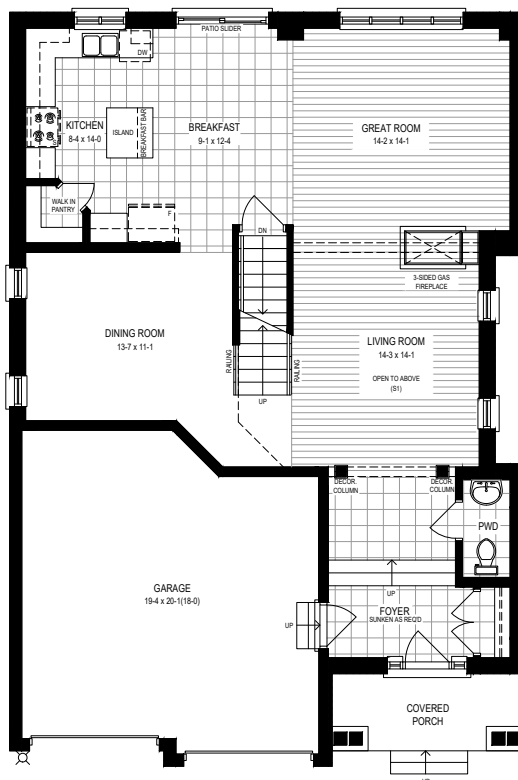 PATIO SLIDER
DW
KITCHEN
8-4 x 14-0
ISLAND
BREAKFAST BAR
BREAKFAST
9-1 x 12-4
GREAT ROOM
14-2 x 14-1
WALK IN
PANTRY
F
DN
3-SIDED GAS
FIREPLACE
DINING ROOM
13-7 x 11-1
RAILING
RAILING
LIVING ROOM
14-3 x 14-1
OPEN TO ABOVE
(S1)
UP
DECOR.
COLUMN
DECOR.
COLUMN
PWD
GARAGE
19-4 x 20-1(18-0)
UP
UP
FOYER
SUNKEN AS REQ'D
COVERED
PORCH